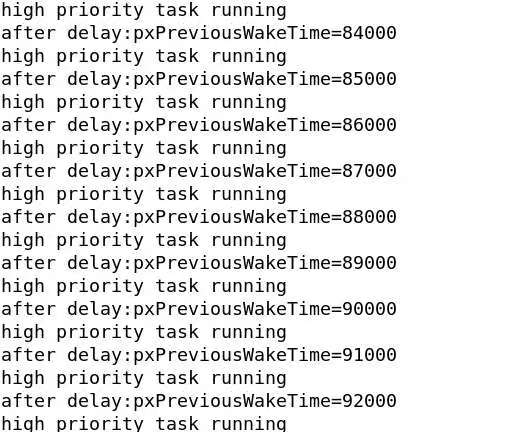 high priority task running
after delay:pxPreviousWakeTime=84000
high priority task running
after delay:pxPreviousWakeTime=85000
high priority task running
after delay:pxPreviousWakeTime=86000
high priority task running
after delay:pxPreviousWakeTime=87000
high priority task running
after delay:pxPreviousWakeTime=88000
high priority task running
after delay:pxPreviousWakeTime=89000
high priority task running
after delay:pxPreviousWakeTime=90000
high priority task running
after delay:pxPreviousWakeTime=91000
high priority task running
after delay:pxPreviousWakeTime=92000
high priority task running